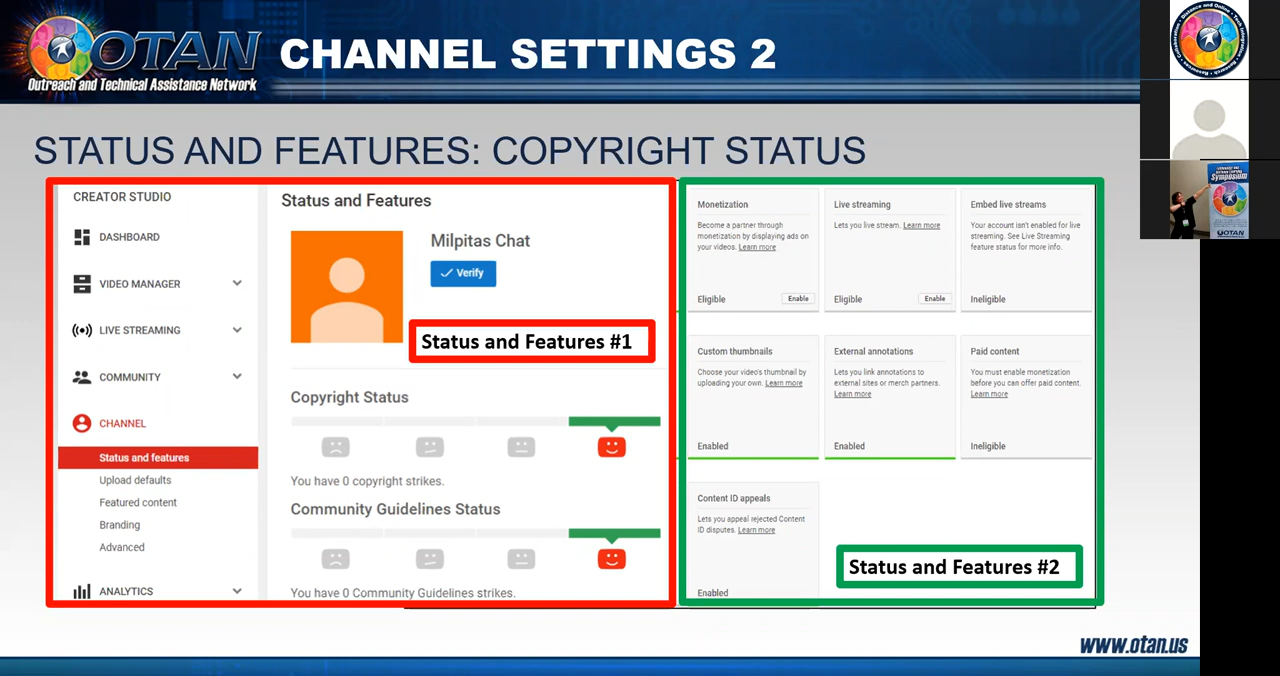 OTAN
Outreach and Technical Assistance Network
CHANNEL SETTINGS 2
STATUS AND FEATURES: COPYRIGHT STATUS
CREATOR STUDIO
DASHBOARD
VIDEO MANAGER
LIVE STREAMING
COMMUNITY
CHANNEL
Status and features
Upload defaults
Featured content
Branding
Advanced
ANALYTICS
Status and Features
Milpitas Chat
Verify
Status and Features #1
Copyright Status
You have 0 copyright strikes.
Community Guidelines Status
You have 0 Community Guidelines strikes.
Monetization
Become a partner through
monetization by displaying ads on
your videos. Learn more
Eligible
Enable
Live streaming
Lets you live stream. Learn more
Eligible
Enable
Embed live streams
Your account isn't enabled for live
streaming. See Live Streaming
feature status for more info.
Ineligible
Custom thumbnails
Choose your video's thumbnail by
uploading your own. Learn more
Enabled
External annotations
Lets you link annotations to
external sites or merch partners.
Learn more
Enabled
Paid content
You must enable monetization
before you can offer paid content.
Learn more
Ineligible
Content ID appeals
Lets you appeal rejected Content
ID disputes. Learn more
Enabled
Status and Features #2
www.otan.us
Symposium
OTAN